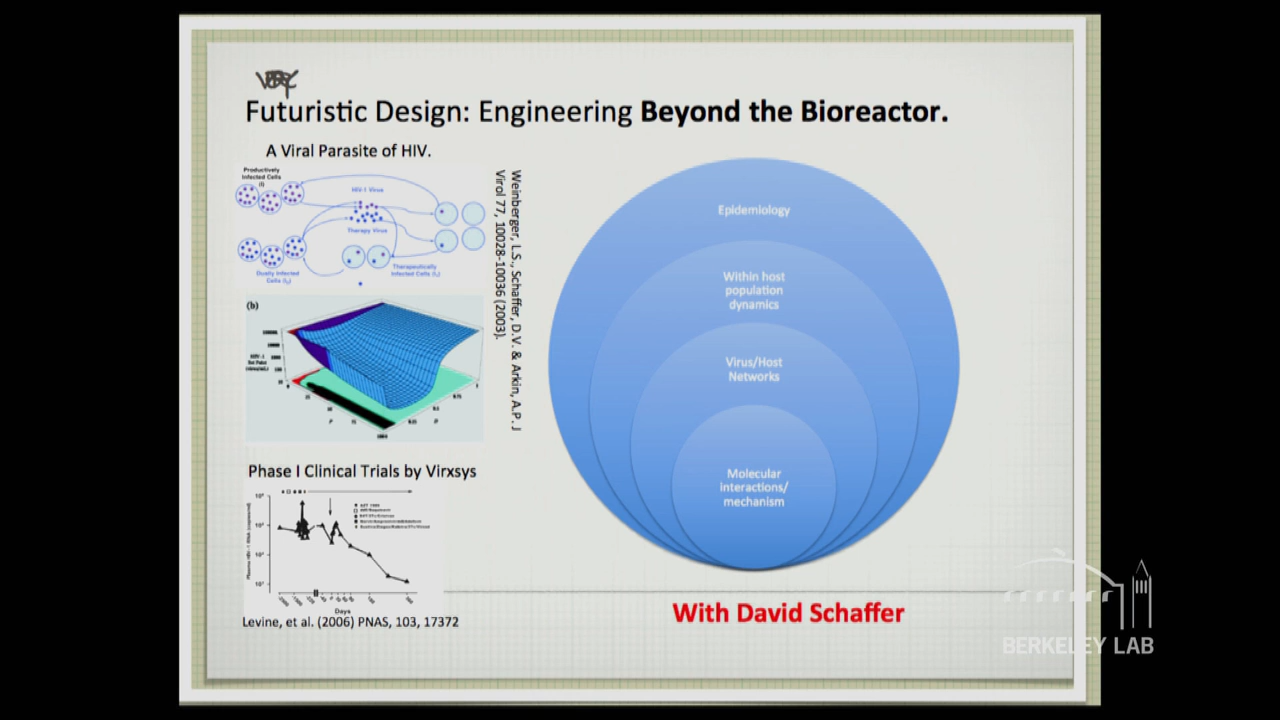 Futuristic Design: Engineering Beyond the Bioreactor.
A Viral Parasite of HIV.
Productively
Infected Cells
(I)
HIV-1 Virus
Therapy Virus
Dually Infected
Cells
Therapeutically
Infected Cells
Weinberger, L.S., Schaffer, D.V. & Arkin, A.P. J
Virol 77, 10028-10036 (2003).
(b)
Phase I Clinical Trials by Virxsys
Days
Levine, et al. (2006) PNAS, 103, 17372
Epidemiology
Within host
population
dynamics
Virus/Host
Networks
Molecular
interactions/
mechanism
With David Schaffer
BERKELEY LAB